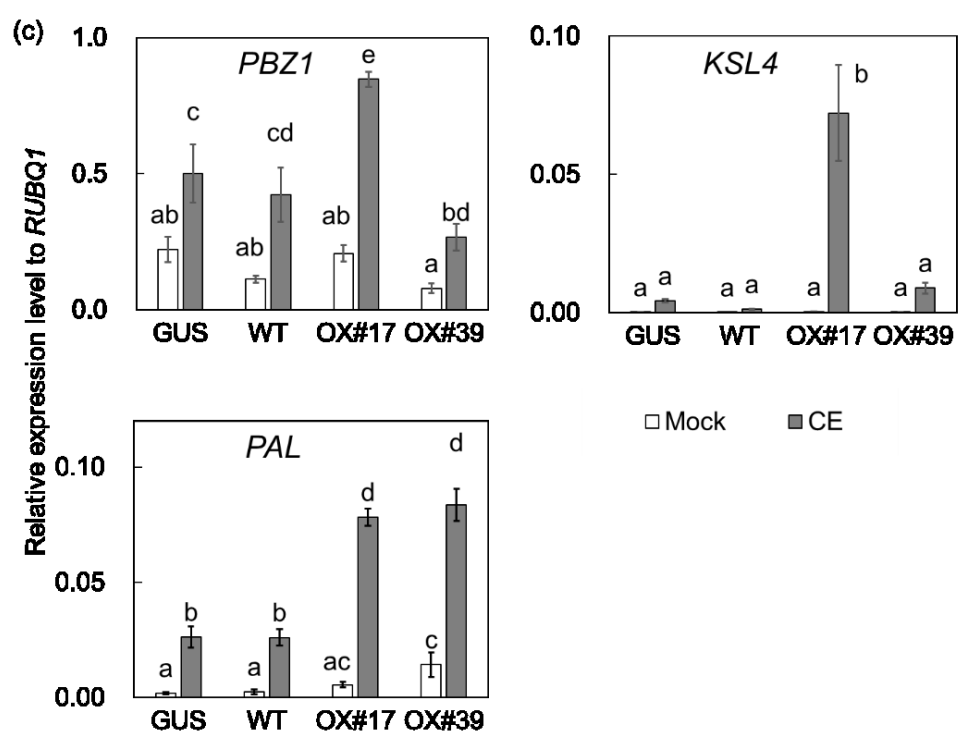 (c)
Relative expression level to RUBQ1
PBZ1
1.0
0.5
0.0
ab
c
ab
cd
ab
e
a
bd
GUS WT OX#17 OX#39
KSL4
0.10
0.05
0.00
a
a
a
a
a
b
a
a
GUS WT OX#17 OX#39
Mock CE
PAL
0.10
0.05
0.00
a
b
a
b
ac
d
c
d
GUS WT OX#17 OX#39